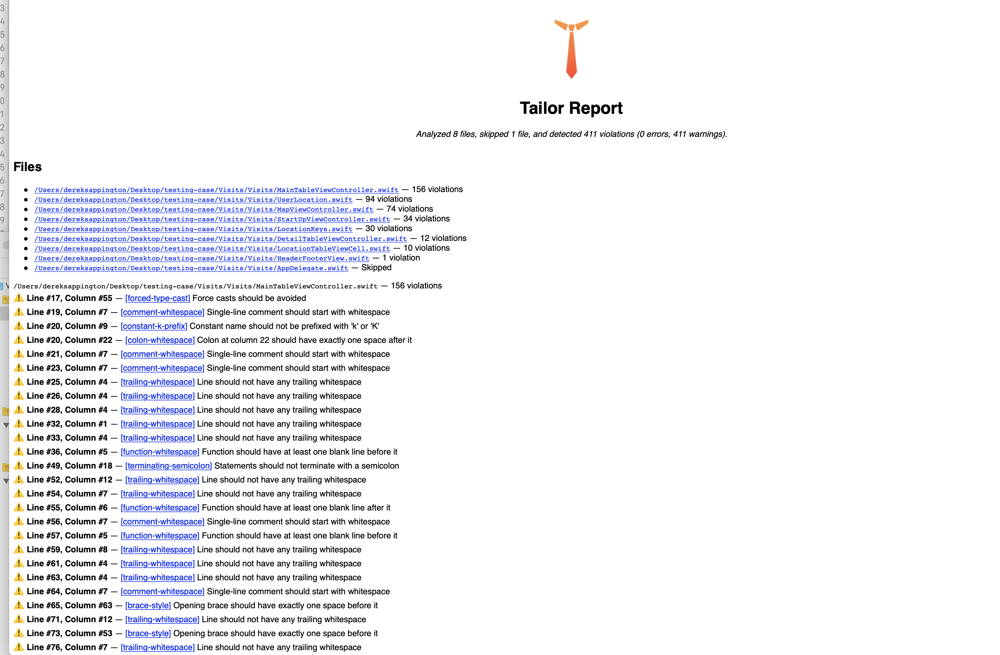 3
4
5
6
7
8
9
0
1
2
3
4
5
6
7
8
9
Tailor Report
Analyzed 8 files, skipped 1 file, and detected 411 violations (0 errors, 411 warnings).
Files
/Users/dereksappington/Desktop/testing-case/Visits/Visits/MainTableViewController.swift — 156 violations
/Users/dereksappington/Desktop/testing-case/Visits/Visits/UserLocation.swift — 94 violations
/Users/dereksappington/Desktop/testing-case/Visits/Visits/MapViewController.swift — 74 violations
/Users/dereksappington/Desktop/testing-case/Visits/Visits/StartUpViewController.swift — 34 violations
/Users/dereksappington/Desktop/testing-case/Visits/Visits/LocationKeys.swift — 30 violations
/Users/dereksappington/Desktop/testing-case/Visits/Visits/DetailTableViewController.swift — 12 violations
/Users/dereksappington/Desktop/testing-case/Visits/Visits/LocationTableViewCell.swift — 10 violations
/Users/dereksappington/Desktop/testing-case/Visits/Visits/HeaderFooterView.swift — 1 violation
/Users/dereksappington/Desktop/testing-case/Visits/Visits/AppDelegate.swift — Skipped
/Users/dereksappington/Desktop/testing-case/Visits/Visits/MainTableViewController.swift — 156 violations
Line #17, Column #55 — [forced-type-cast] Force casts should be avoided
Line #19, Column #7 — [comment-whitespace] Single-line comment should start with whitespace
Line #20, Column #9 — [constant-k-prefix] Constant name should not be prefixed with 'k' or 'K'
Line #20, Column #22 — [colon-whitespace] Colon at column 22 should have exactly one space after it
Line #21, Column #7 — [comment-whitespace] Single-line comment should start with whitespace
Line #23, Column #7 — [comment-whitespace] Single-line comment should start with whitespace
Line #25, Column #4 — [trailing-whitespace] Line should not have any trailing whitespace
Line #26, Column #4 — [trailing-whitespace] Line should not have any trailing whitespace
Line #28, Column #4 — [trailing-whitespace] Line should not have any trailing whitespace
Line #32, Column #1 — [trailing-whitespace] Line should not have any trailing whitespace
Line #33, Column #4 — [trailing-whitespace] Line should not have any trailing whitespace
Line #36, Column #5 — [function-whitespace] Function should have at least one blank line before it
Line #49, Column #18 — [terminating-semicolon] Statements should not terminate with a semicolon
Line #52, Column #12 — [trailing-whitespace] Line should not have any trailing whitespace
Line #54, Column #7 — [trailing-whitespace] Line should not have any trailing whitespace
Line #55, Column #6 — [function-whitespace] Function should have at least one blank line after it
Line #56, Column #7 — [comment-whitespace] Single-line comment should start with whitespace
Line #57, Column #5 — [function-whitespace] Function should have at least one blank line before it
Line #59, Column #8 — [trailing-whitespace] Line should not have any trailing whitespace
Line #61, Column #4 — [trailing-whitespace] Line should not have any trailing whitespace
Line #63, Column #4 — [trailing-whitespace] Line should not have any trailing whitespace
Line #64, Column #7 — [comment-whitespace] Single-line comment should start with whitespace
Line #65, Column #63 — [brace-style] Opening brace should have exactly one space before it
Line #71, Column #12 — [trailing-whitespace] Line should not have any trailing whitespace
Line #73, Column #53 — [brace-style] Opening brace should have exactly one space before it
Line #76, Column #7 — [trailing-whitespace] Line should not have any trailing whitespace